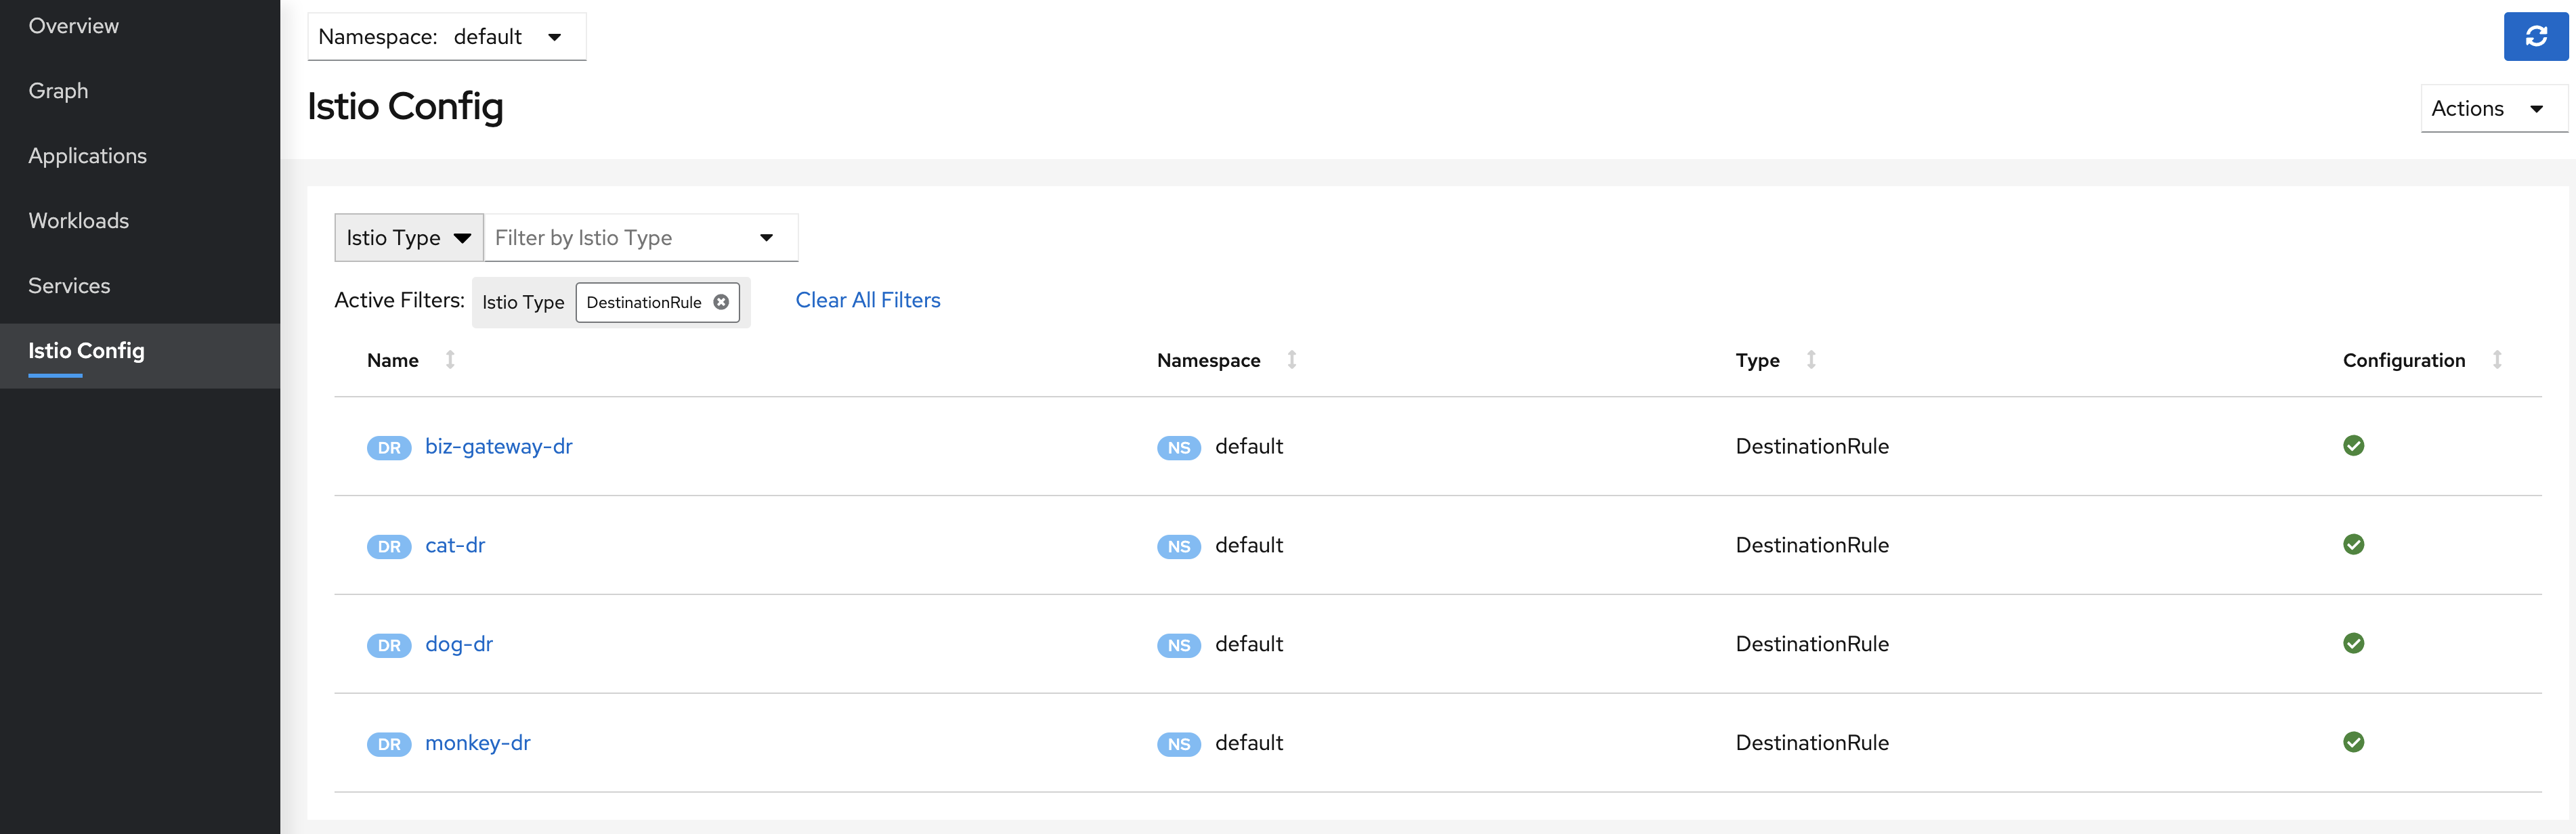 Overview
Graph
Applications
Workloads
Services
Istio Config
Namespace: default
Istio Config
Actions
Istio Type Filter by Istio Type
Active Filters: Istio Type DestinationRule Clear All Filters
Name Namespace Type Configuration
DR biz-gateway-dr NS default DestinationRule
DR cat-dr NS default DestinationRule
DR dog-dr NS default DestinationRule
DR monkey-dr NS default DestinationRule